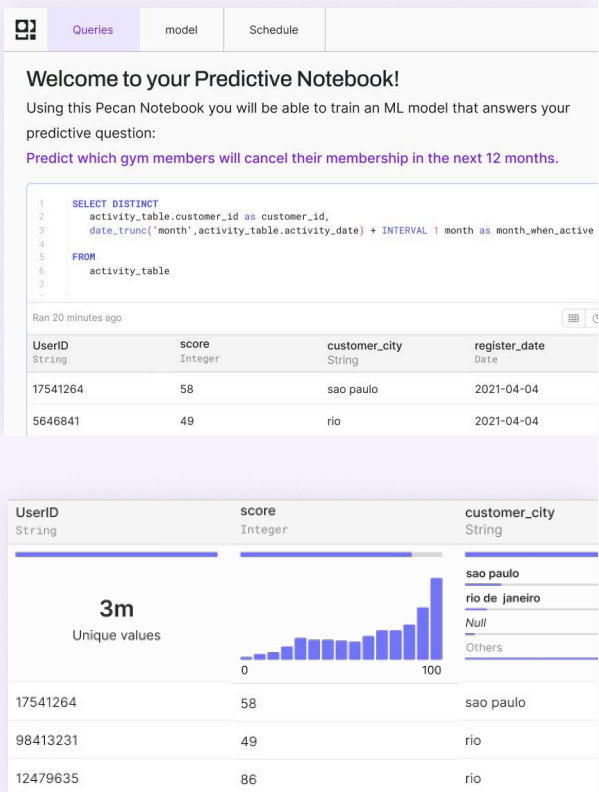 Queries model Schedule
Welcome to your Predictive Notebook!
Using this Pecan Notebook you will be able to train an ML model that answers your
predictive question:
Predict which gym members will cancel their membership in the next 12 months.
1 SELECT DISTINCT
2 activity_table.customer_id as customer_id,
3 date_trunc('month',activity_table.activity_date) + INTERVAL 1 month as month_when_active
4
5 FROM
6 activity_table
7
Ran 20 minutes ago
UserID score customer_city register_date
String Integer String Date
17541264 58 sao paulo 2021-04-04
5646841 49 rio 2021-04-04
UserID score customer_city
String Integer String
sao paulo
rio de janeiro
3m
Null
Unique values
Others
0 100
17541264 58 sao paulo
98413231 49 rio
12479635 86 rio